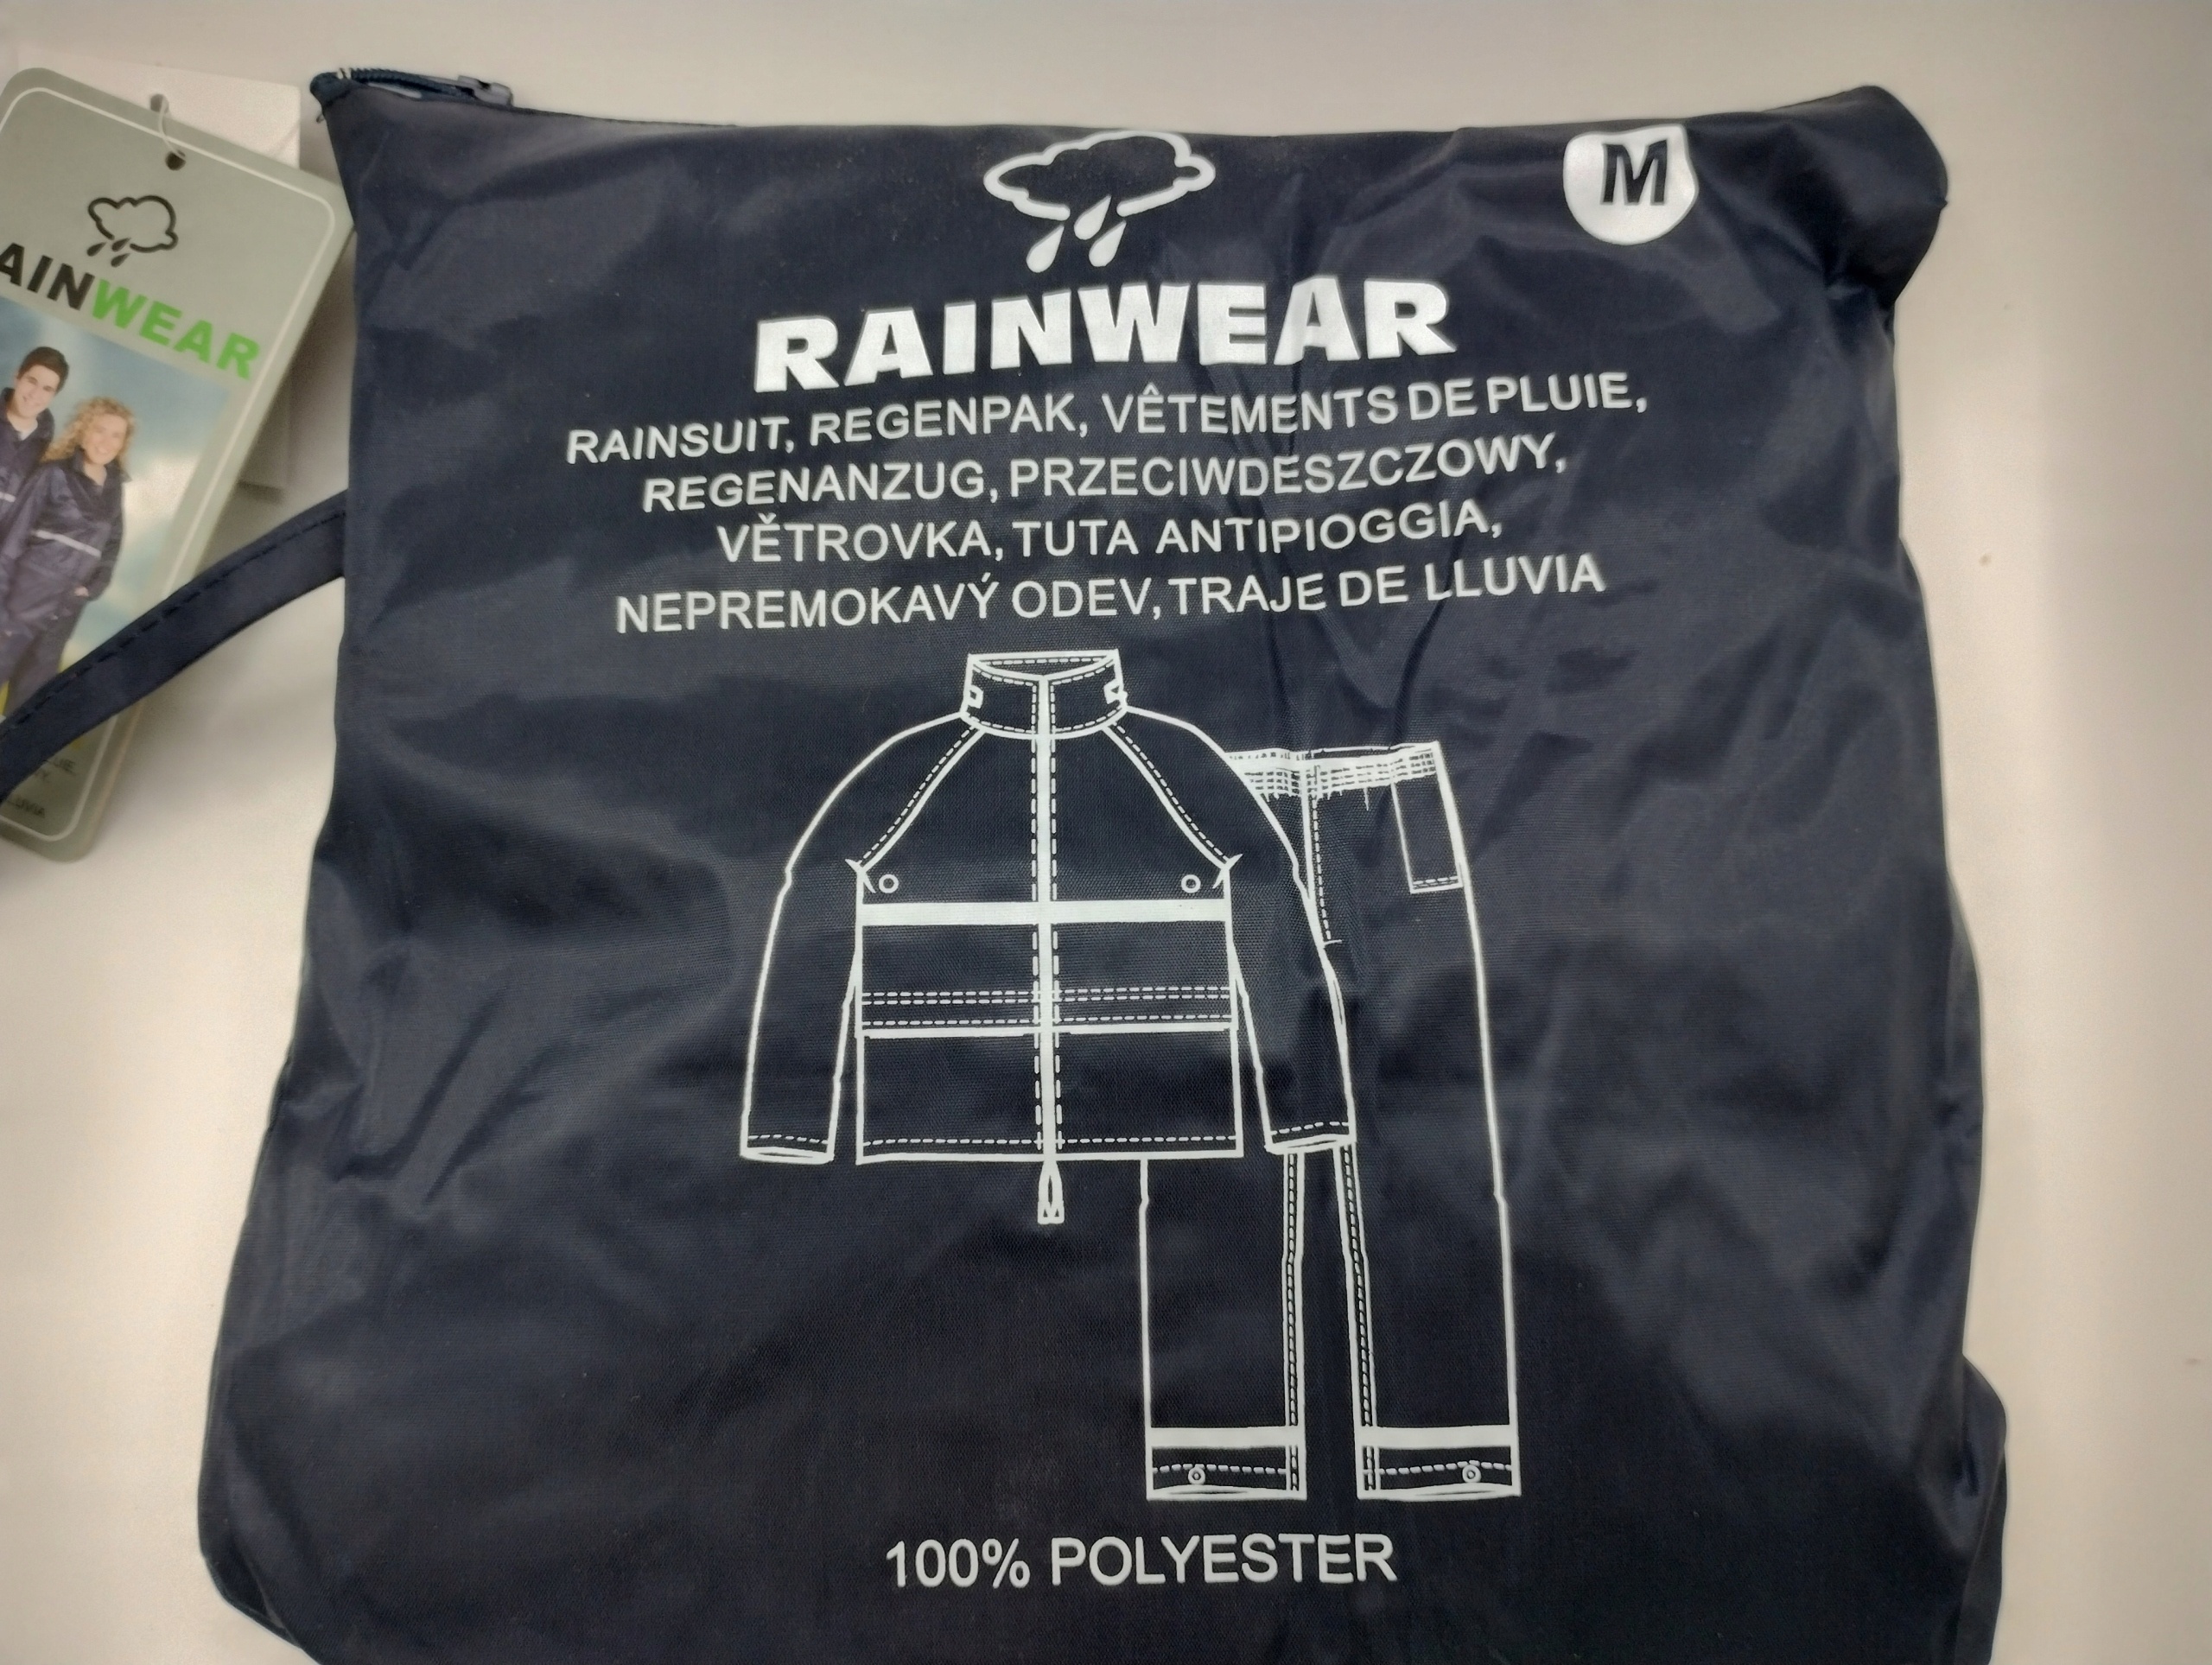 M
RAINWEAR
RAINSUIT, REGENPAK, VÊTEMENTS DE PLUIE,
REGENANZUG, PRZECIWDESZCZOWY,
VĚTROVKA, TUTA ANTIPIOGGIA,
NEPREMOKAVÝ ODEV, TRAJE DE LLUVIA
100% POLYESTER
AINWEAR